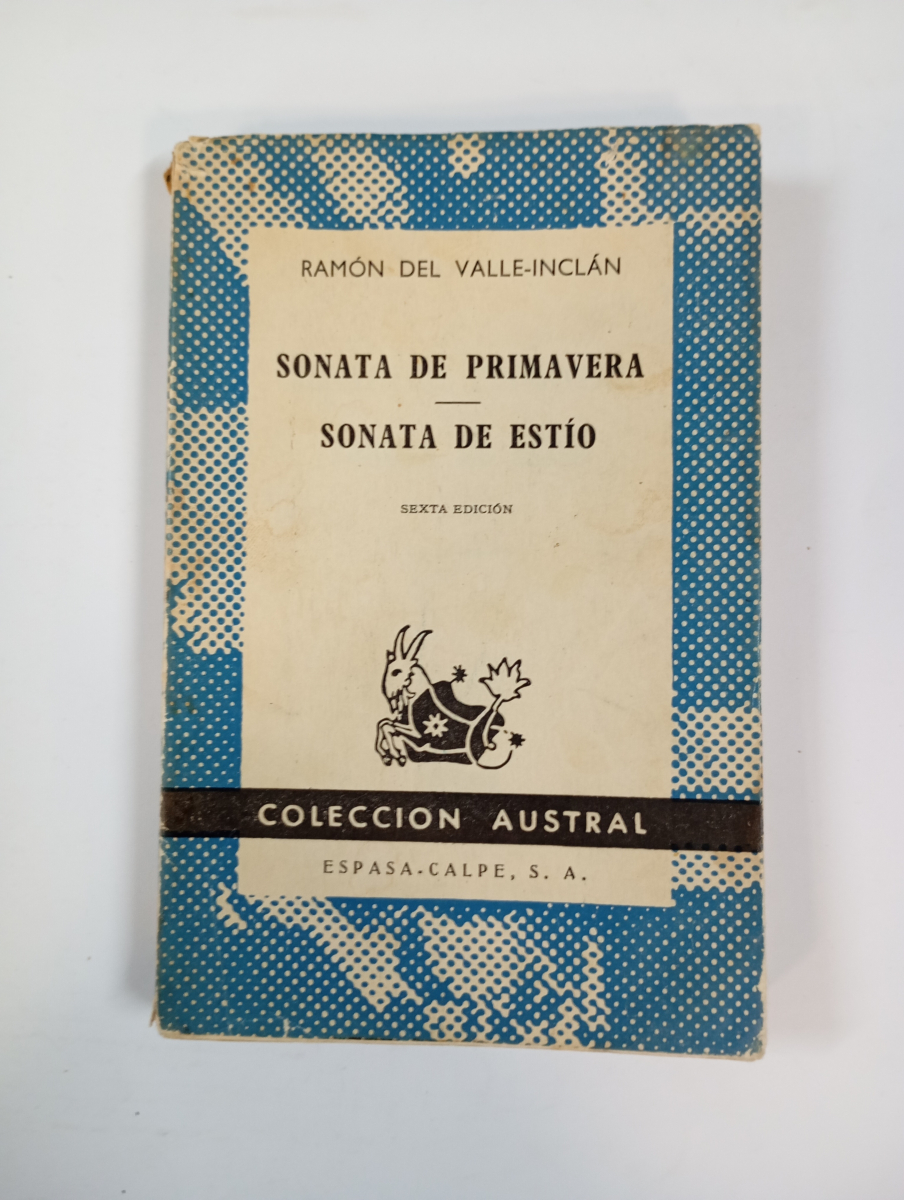 RAMÓN DEL VALLE-INCLÁN
SONATA DE PRIMAVERA
SONATA DE ESTÍO
SEXTA EDICIÓN
COLECCION AUSTRAL
ESPASA-CALPE, S. A.